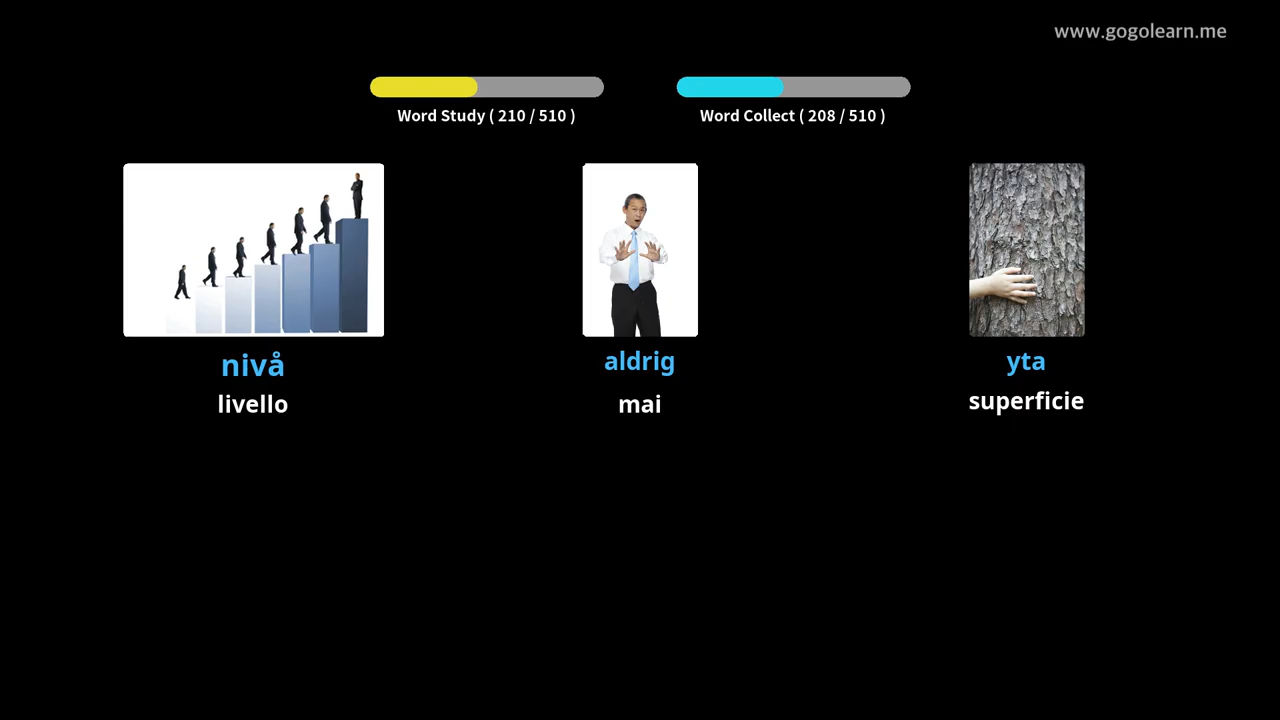 www.gogolearn.me
Word Study ( 210 / 510 )
Word Collect ( 208 / 510 )
nivå
livello
aldrig
mai
yta
superficie